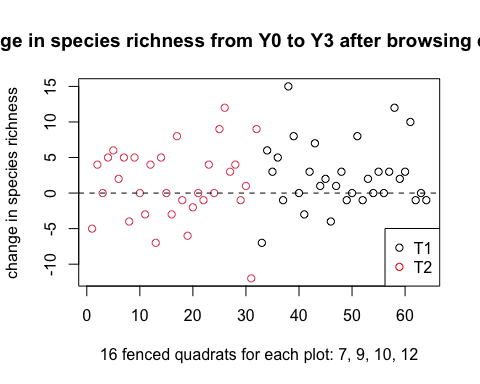 ge in species richness from Y0 to Y3 after browsing
change in species richness
15
10
5
0
-5
-10
T1
T2
0 10 20 30 40 50 60
16 fenced quadrats for each plot: 7, 9, 10, 12